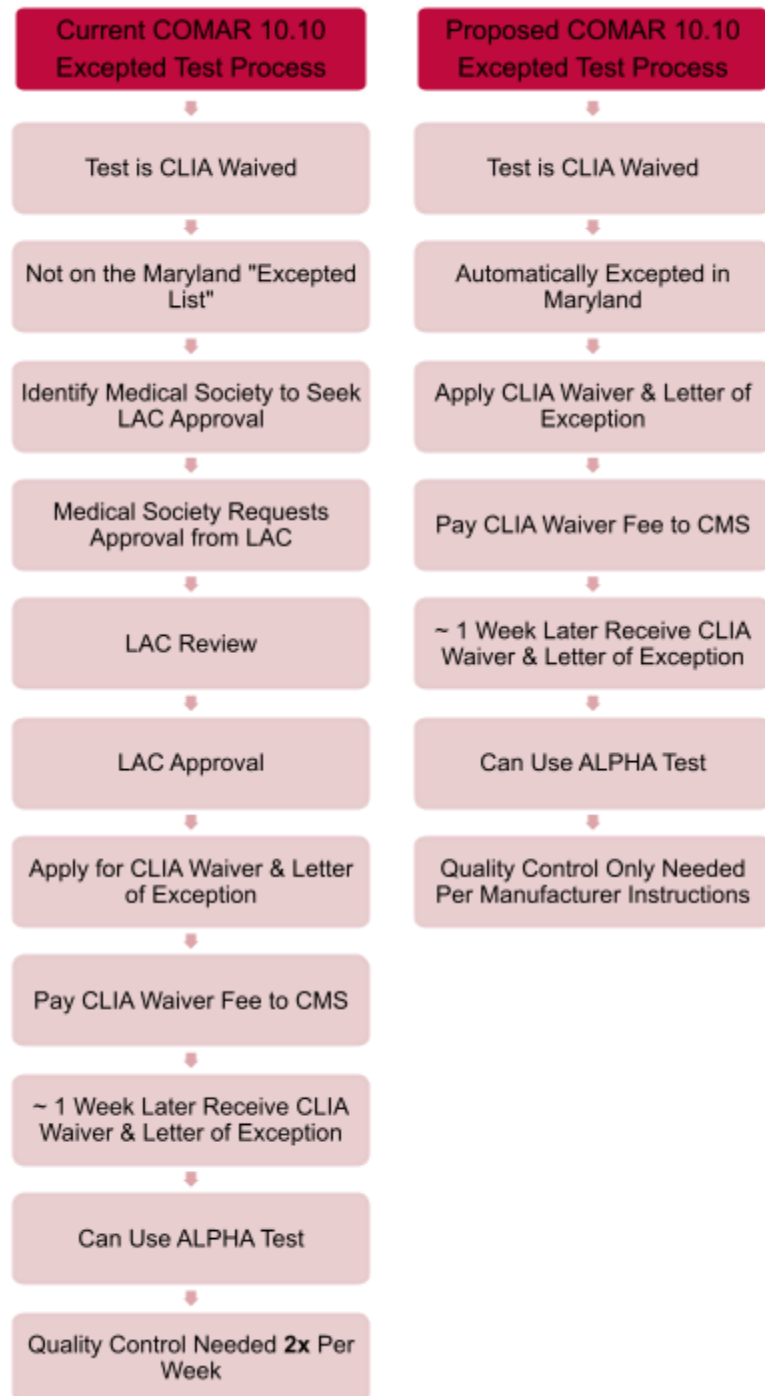 Current COMAR 10.10
Excepted Test Process
Test is CLIA Waived
Not on the Maryland "Excepted
List"
Identify Medical Society to Seek
LAC Approval
Medical Society Requests
Approval from LAC
LAC Review
LAC Approval
Apply for CLIA Waiver & Letter
of Exception
Pay CLIA Waiver Fee to CMS
~ 1 Week Later Receive CLIA
Waiver & Letter of Exception
Can Use ALPHA Test
Quality Control Needed 2x Per
Week
Proposed COMAR 10.10
Excepted Test Process
Test is CLIA Waived
Automatically Excepted in
Maryland
Apply CLIA Waiver & Letter of
Exception
Pay CLIA Waiver Fee to CMS
~ 1 Week Later Receive CLIA
Waiver & Letter of Exception
Can Use ALPHA Test
Quality Control Only Needed
Per Manufacturer Instructions